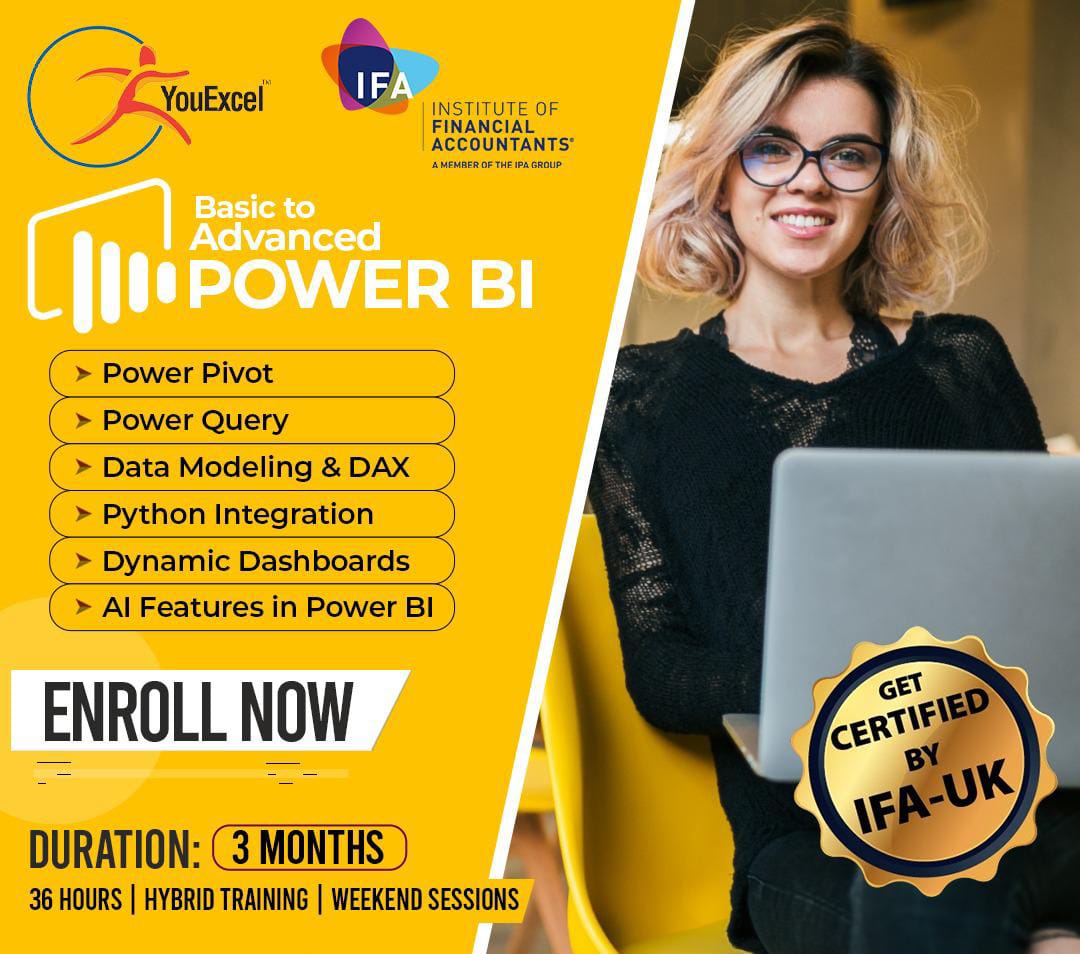 YouExcel™
IFA
INSTITUTE OF
FINANCIAL
ACCOUNTANTS®
A MEMBER OF THE IPA GROUP
Basic to
Advanced
POWER BI
➤ Power Pivot
➤ Power Query
➤ Data Modeling & DAX
➤ Python Integration
➤ Dynamic Dashboards
➤ AI Features in Power BI
ENROLL NOW
DURATION: 3 MONTHS
36 HOURS | HYBRID TRAINING | WEEKEND SESSIONS
GET
CERTIFIED
BY
IFA-UK